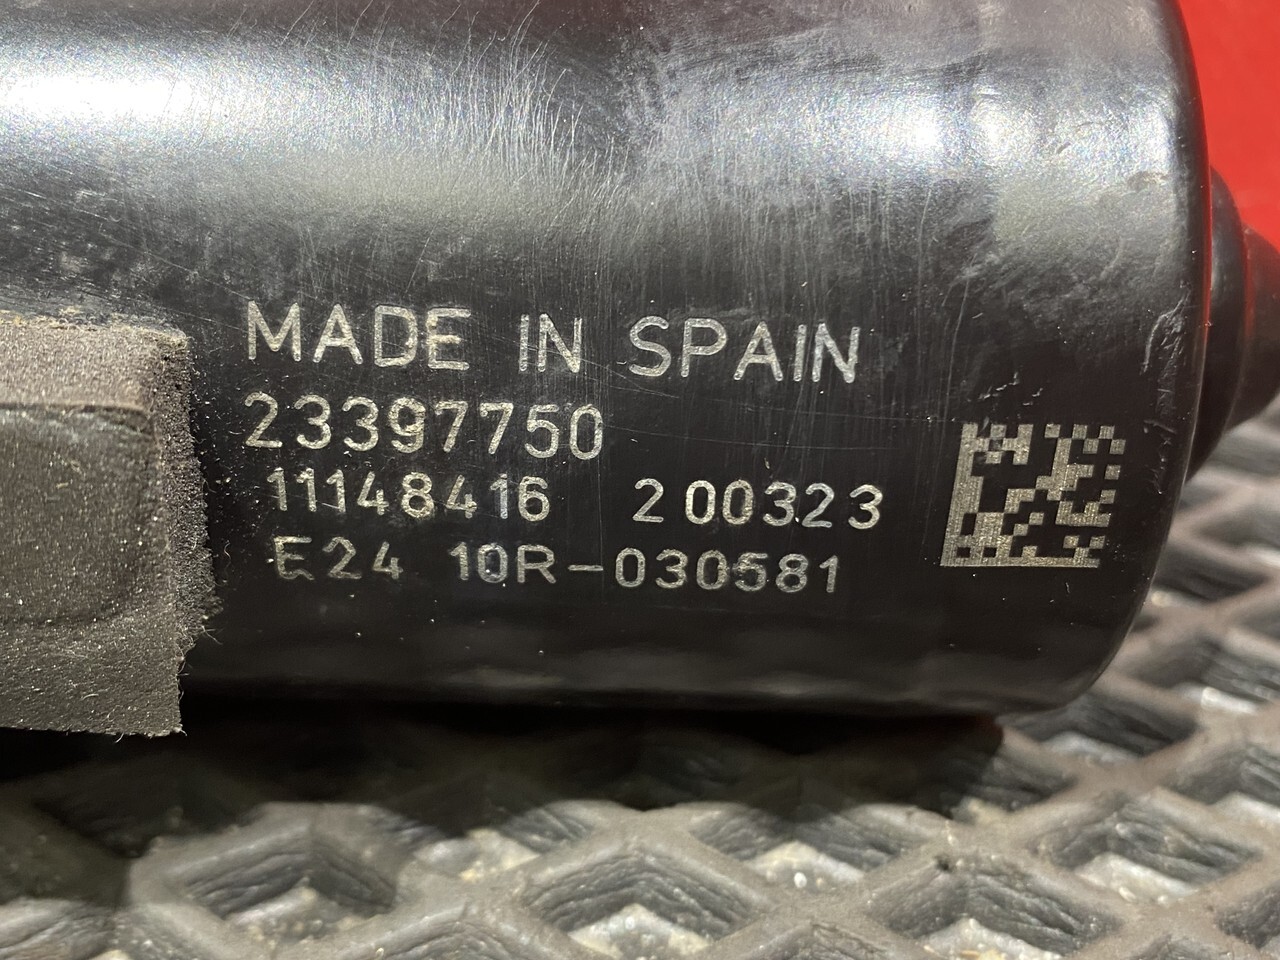 MADE IN SPAIN
23397750
11148416 200323
E24 10R-030581